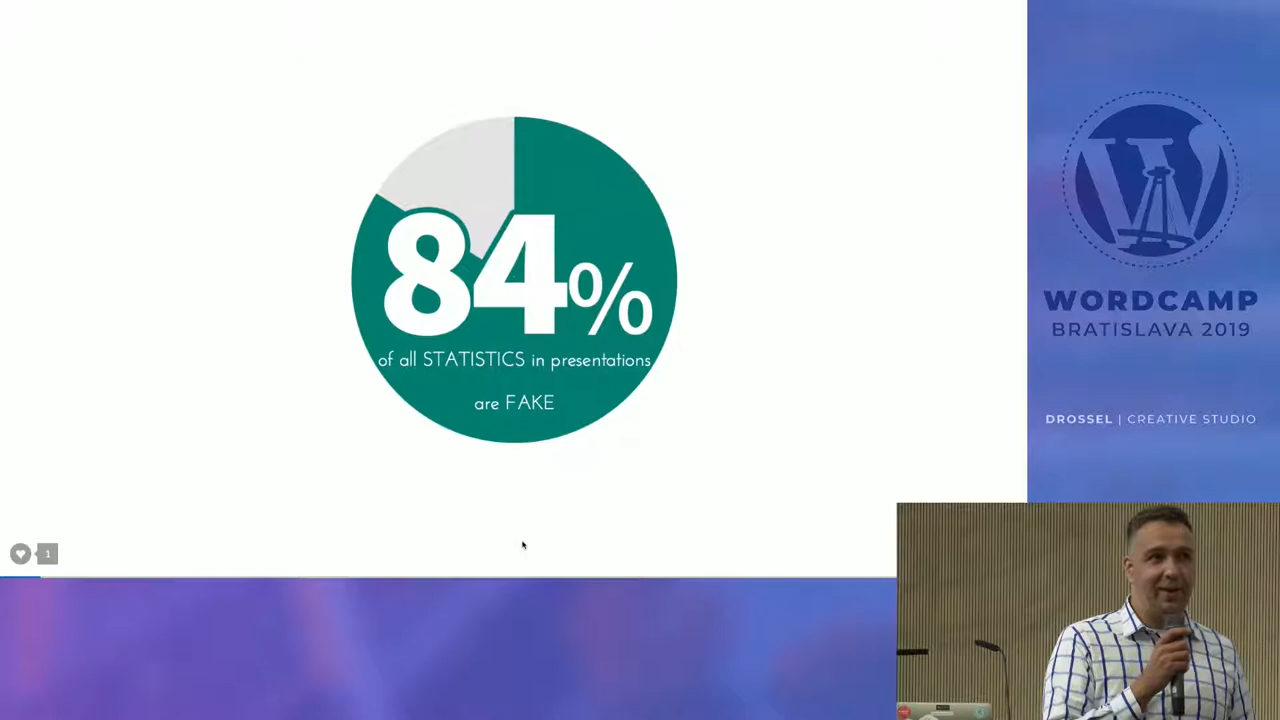 84%
of all STATISTICS in presentations
are FAKE
1
WORDCAMP
BRATISLAVA 2019
DROSSEL | CREATIVE STUDIO